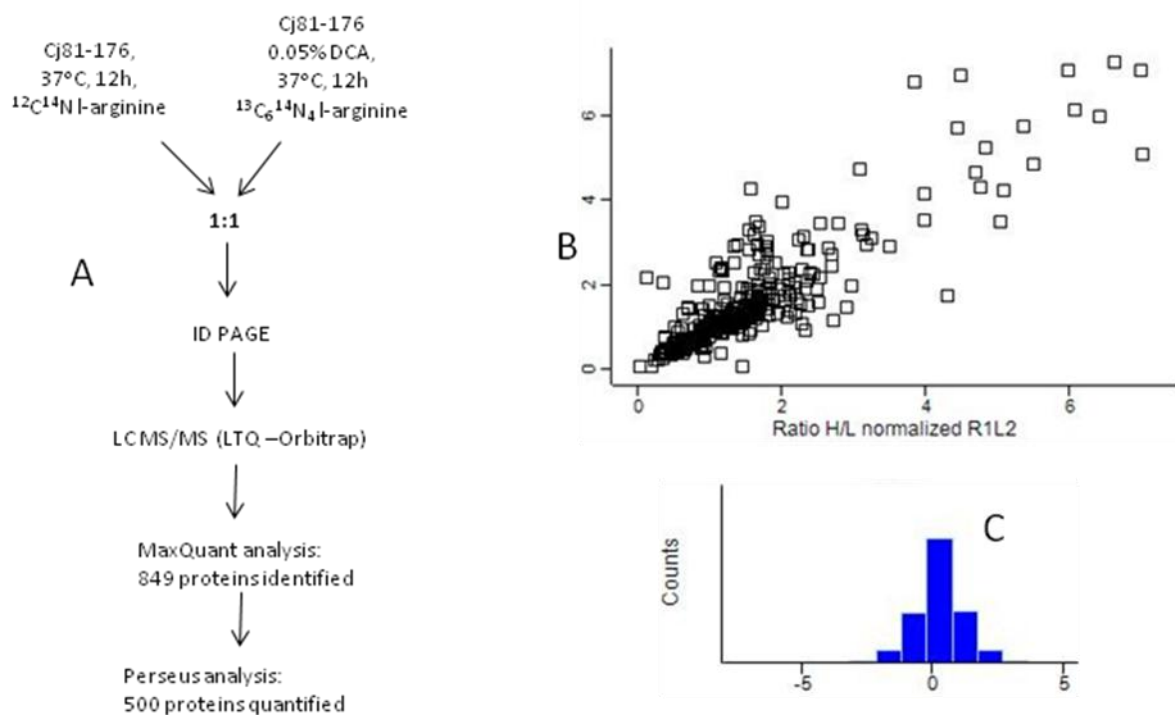 Cj81-176,
37°C, 12h,
¹²C¹⁴N l-arginine
Cj81-176
0.05% DCA,
37°C, 12h
¹³C₆¹⁴N₄ l-arginine
1:1
A
ID PAGE
LC MS/MS (LTQ –Orbitrap)
MaxQuant analysis:
849 proteins identified
Perseus analysis:
500 proteins quantified
B
6
4
2
0
0 2 4 6
Ratio H/L normalized R1L2
C
Counts
-5 0 5